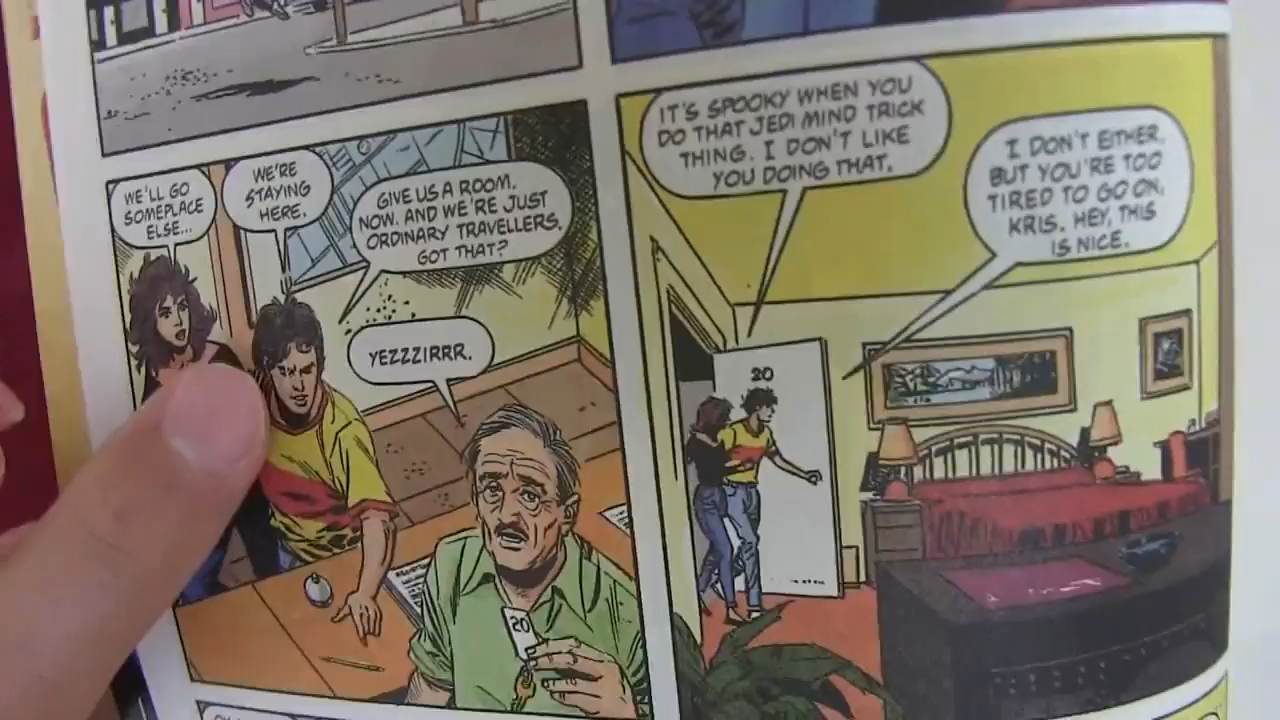 WE'LL GO
SOMEPLACE
ELSE...
WE'RE
STAYING
HERE.
GIVE US A ROOM.
NOW. AND WE'RE JUST
ORDINARY TRAVELLERS.
GOT THAT?
YEZZZIRRR.
20
IT'S SPOOKY WHEN YOU
DO THAT JEDI MIND TRICK
THING. I DON'T LIKE
YOU DOING THAT.
I DON'T EITHER.
BUT YOU'RE TOO
TIRED TO GO ON,
KRIS. HEY, THIS
IS NICE.
20